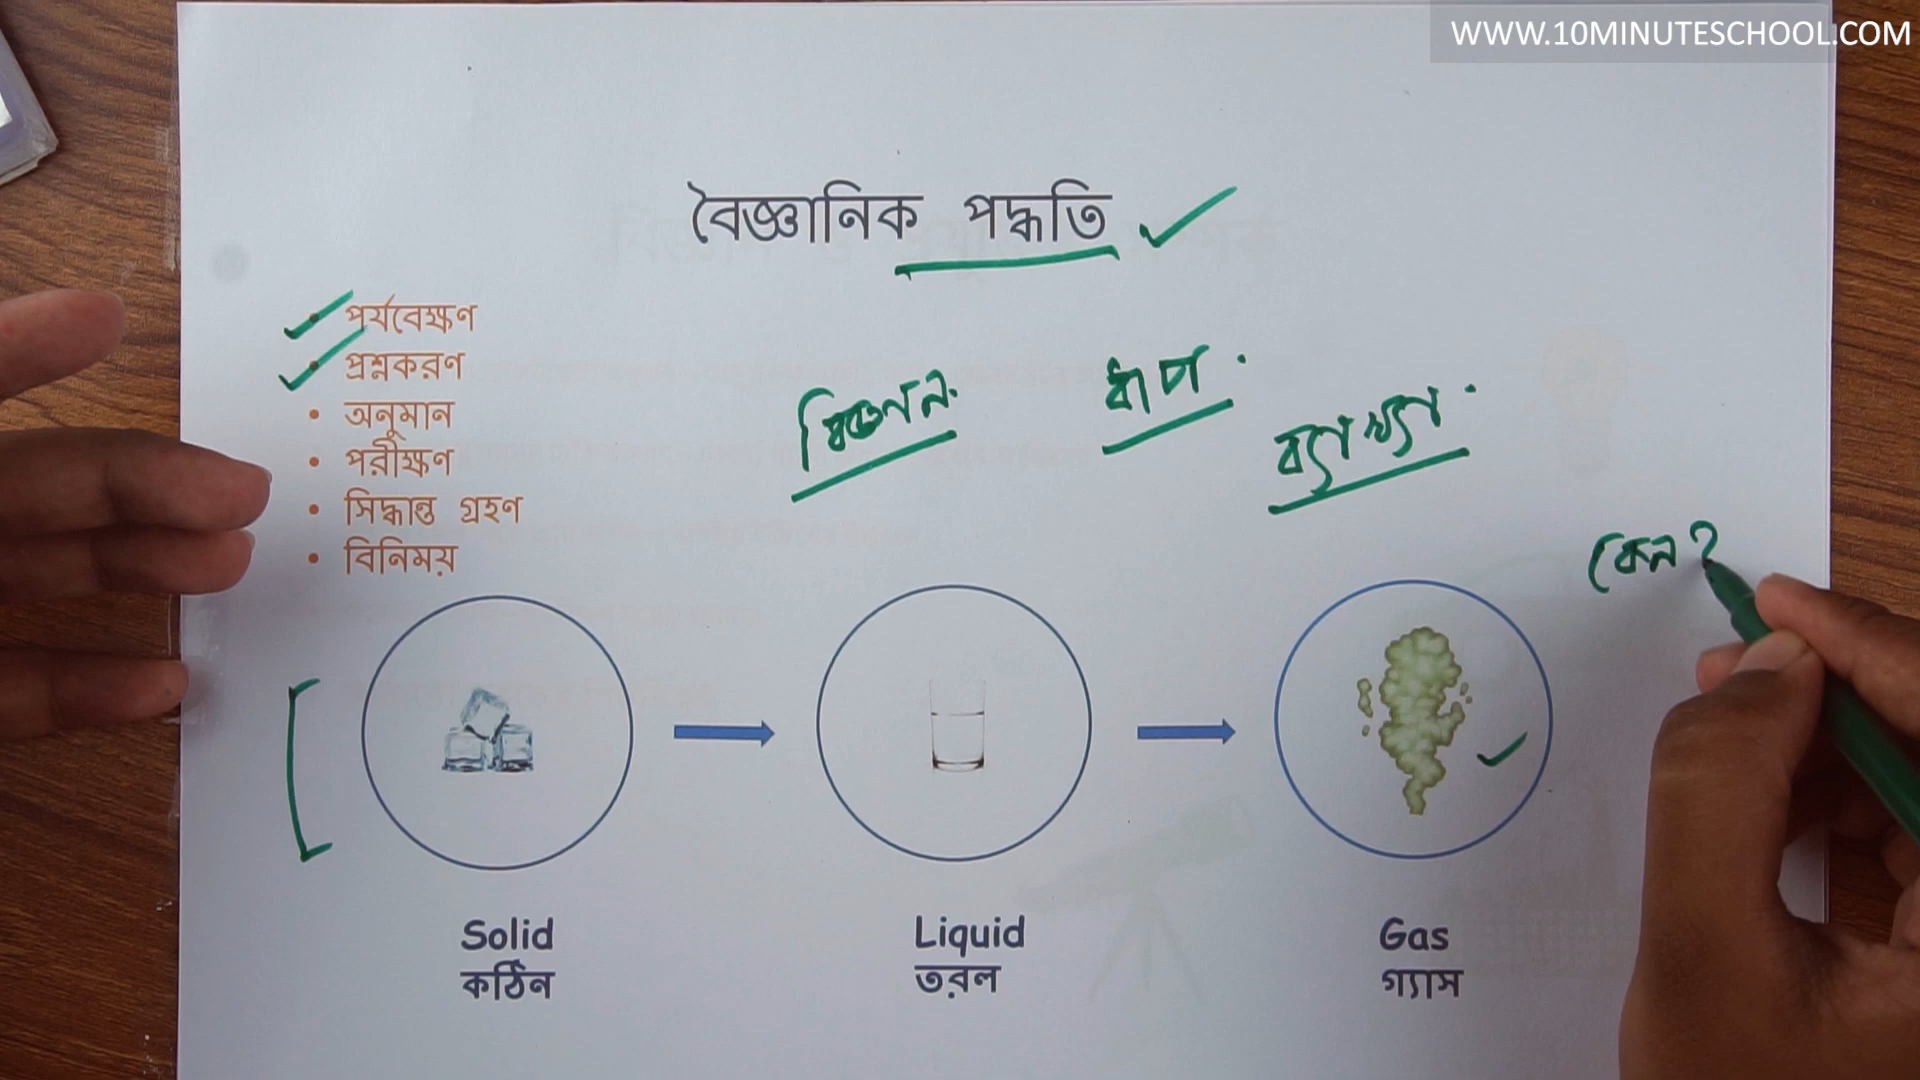 WWW.10MINUTESCHOOL.COM
বৈজ্ঞানিক পদ্ধতি
• পর্যবেক্ষণ
• প্রশ্নকরণ
• অনুমান
• পরীক্ষণ
• সিদ্ধান্ত গ্রহণ
• বিনিময়
বিজ্ঞান
ধাপ
ব্যাখ্যা
কেন?
Solid
কঠিন
Liquid
তরল
Gas
গ্যাস